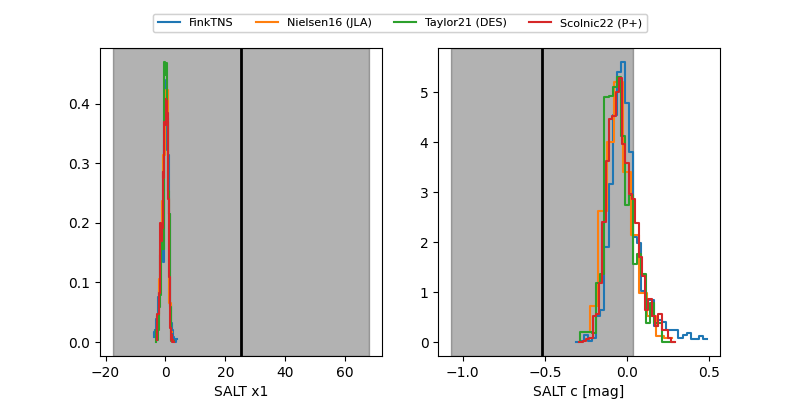 FinkTNS Nielsen16 (JLA) Taylor21 (DES) Scolnic22 (P+)
0.4
0.3
0.2
0.1
0.0
−20 0 20 40 60
SALT x1
5
4
3
2
1
0
−1.0 −0.5 0.0 0.5
SALT c [mag]